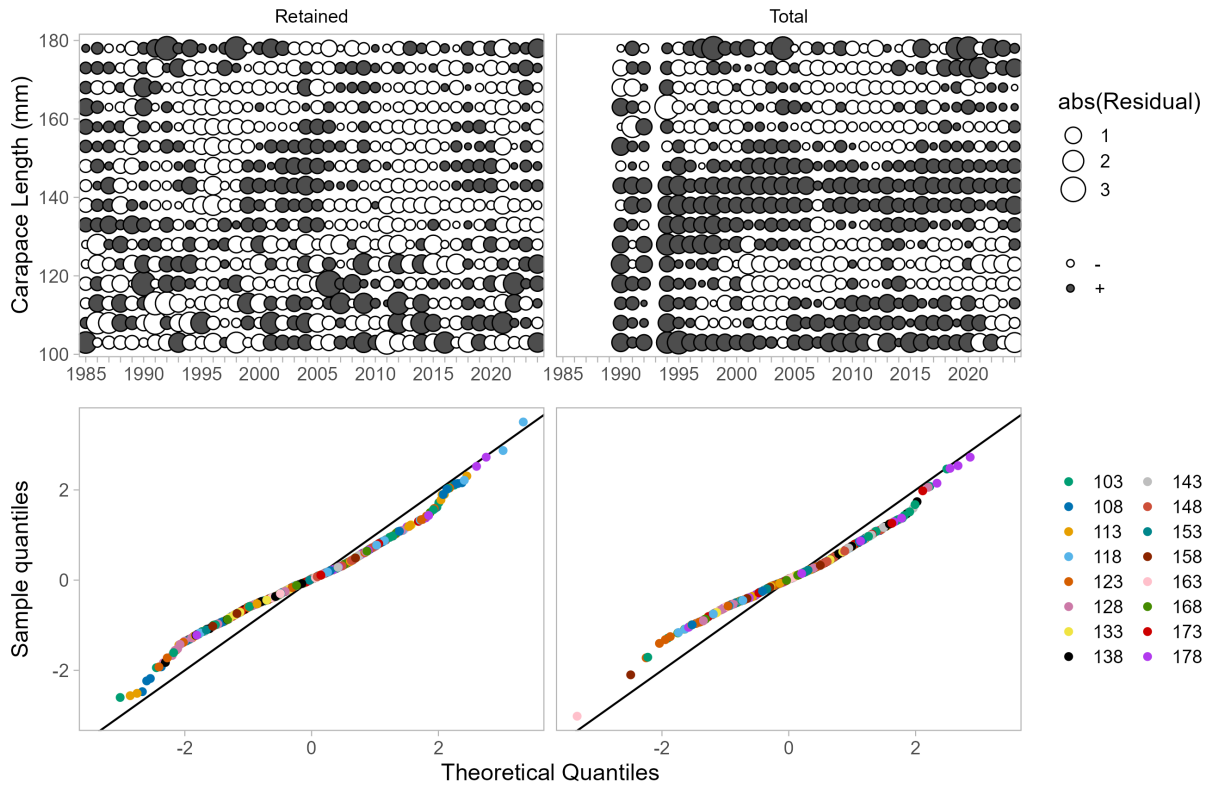 Retained Total
180
160
140
120
100
Carapace Length (mm)
1985 1990 1995 2000 2005 2010 2015 2020
1985 1990 1995 2000 2005 2010 2015 2020
abs(Residual)
1
2
3
-
+
2
0
-2
Sample quantiles
-2 0 2
-2 0 2
Theoretical Quantiles
103 143
108 148
113 153
118 158
123 163
128 168
133 173
138 178